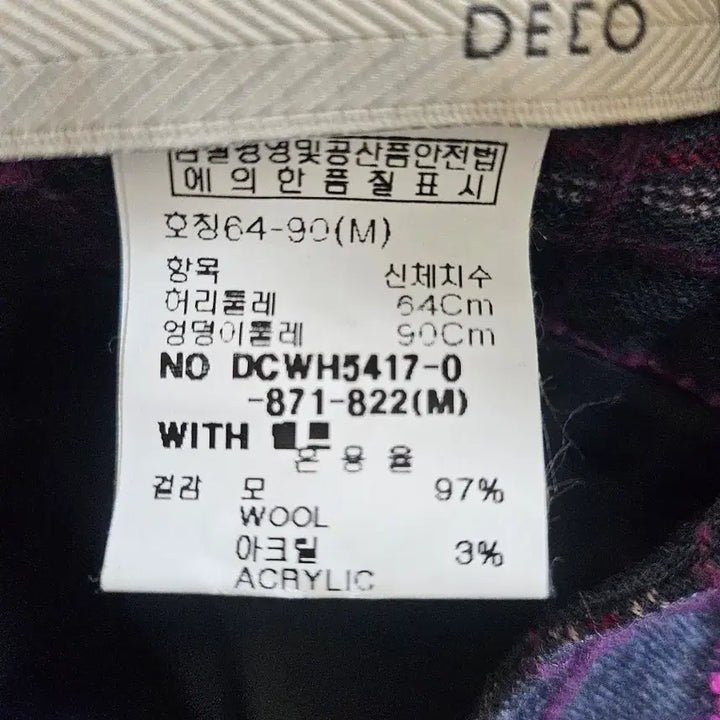 DECO
품질경영및공산품안전법
에 의 한 품 질 표 시
호칭64-90(M)
항목 신체치수
허리둘레 64Cm
엉덩이둘레 90Cm
NO DCWH5417-0
-871-822(M)
WITH
혼 용 율
겉감 모 97%
WOOL
아크릴 3%
ACRYLIC